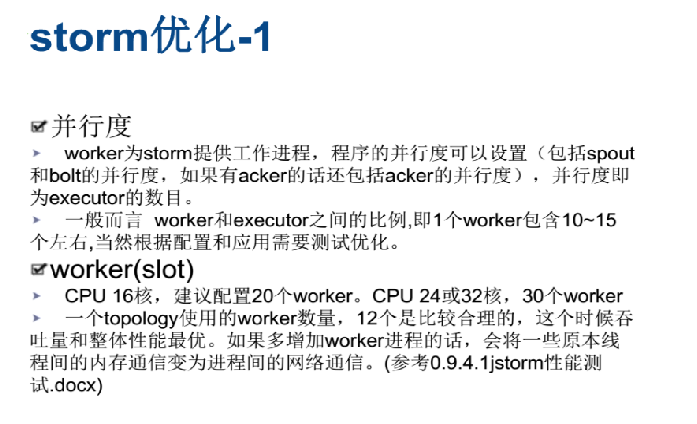 storm优化-1
并行度
worker为storm提供工作进程，程序的并行度可以设置（包括spout
和bolt的并行度，如果有acker的话还包括acker的并行度），并行度即
为executor的数目。
一般而言 worker和executor之间的比例,即1个worker包含10~15
个左右,当然根据配置和应用需要测试优化。
worker(slot)
CPU 16核，建议配置20个worker。CPU 24或32核，30个worker
一个topology使用的worker数量，12个是比较合理的，这个时候吞
吐量和整体性能最优。如果多增加worker进程的话，会将一些原本线
程间的内存通信变为进程间的网络通信。(参考0.9.4.1jstorm性能测
试.docx)